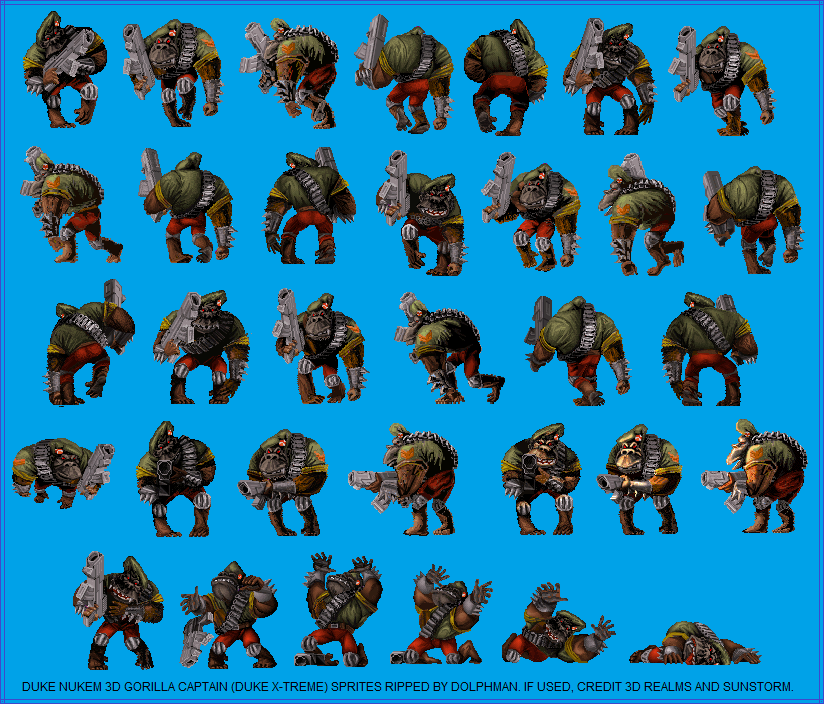 DUKE NUKEM 3D GORILLA CAPTAIN (DUKE X-TREME) SPRITES RIPPED BY DOLPHMAN. IF USED, CREDIT 3D REALMS AND SUNSTORM.